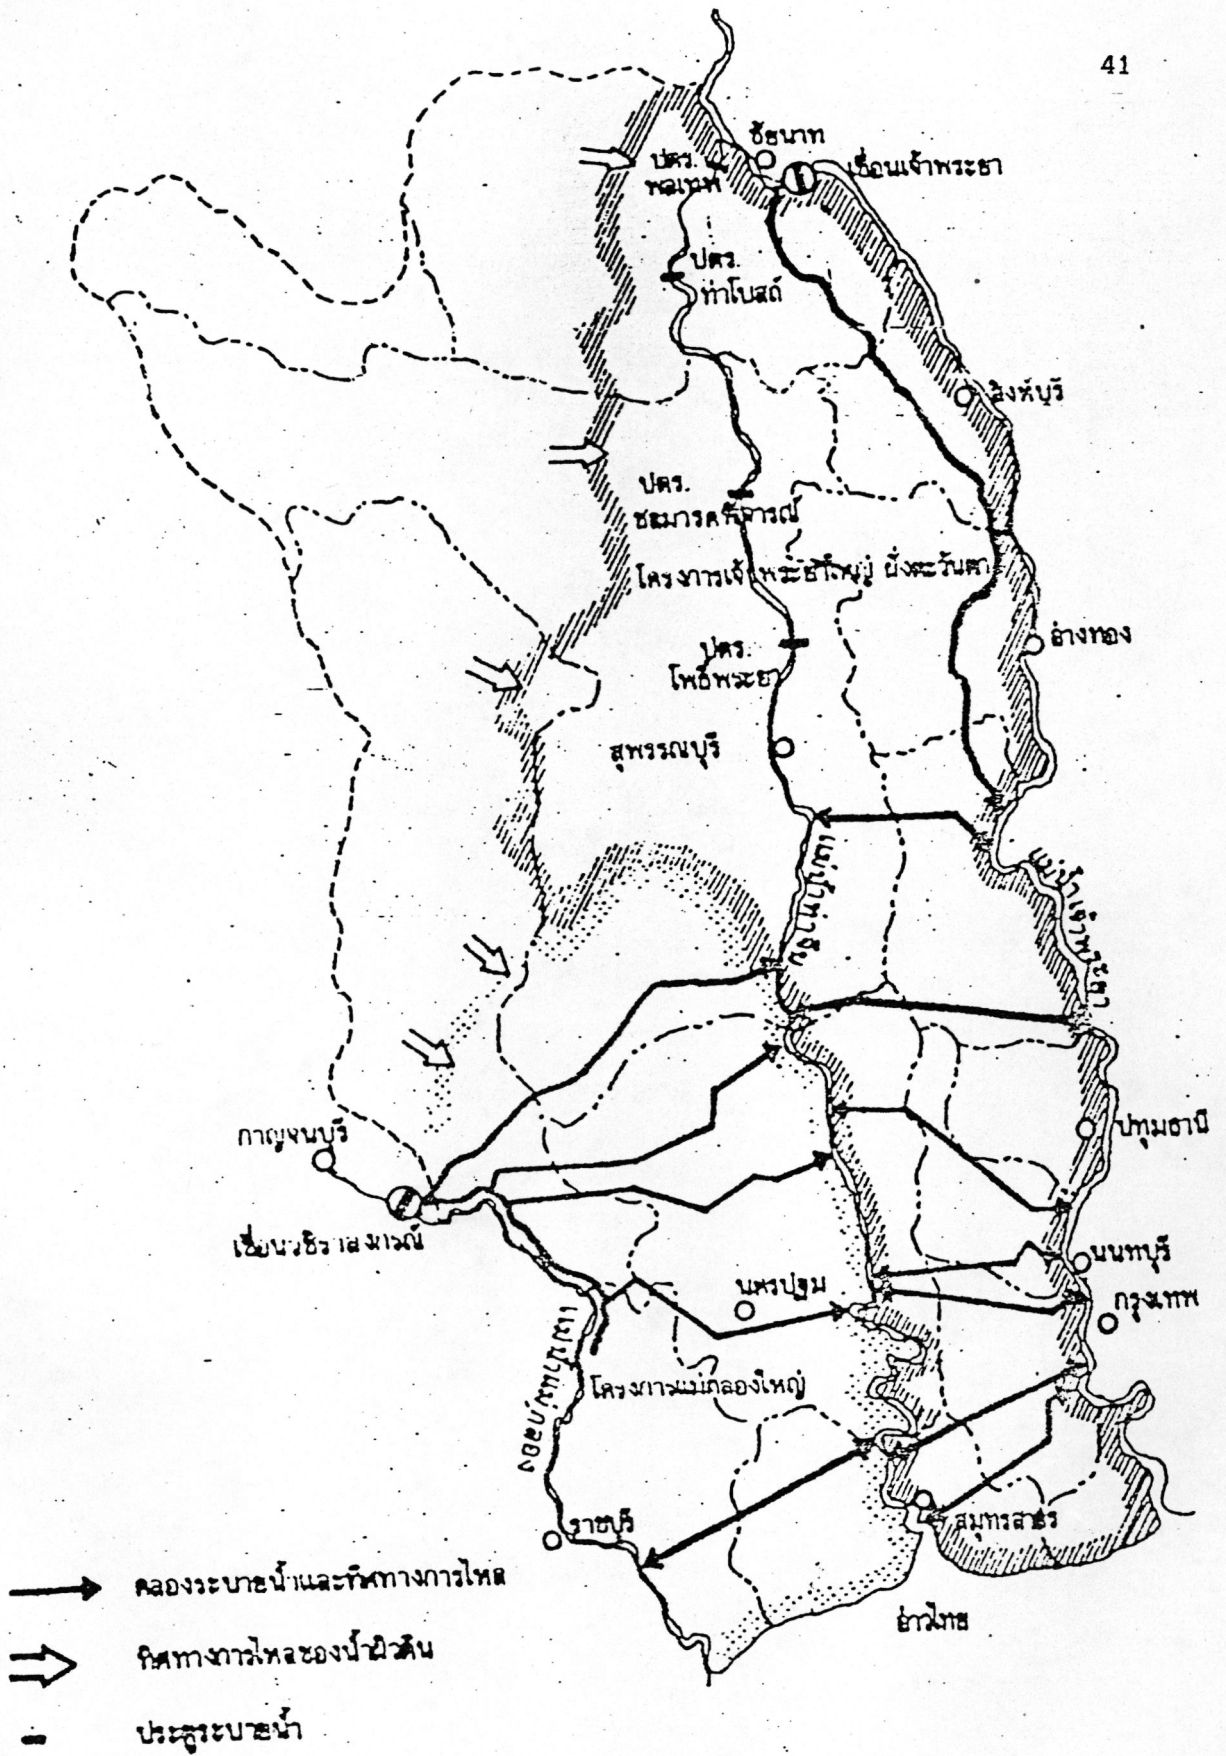 41
ชัยนาท
เขื่อนเจ้าพระยา
ปตร.
พลเทพ
ปตร.
ท่าโบสถ์
สิงห์บุรี
ปตร.
ชลมารคพิจารณ์
โครงการเจ้าพระยาใหญ่ ฝั่งตะวันตก
อ่างทอง
ปตร.
โพธิ์พระยา
สุพรรณบุรี
แม่น้ำท่าจีน
แม่น้ำเจ้าพระยา
กาญจนบุรี
ปทุมธานี
เขื่อนวชิราลงกรณ์
นนทบุรี
นครปฐม
กรุงเทพ
แม่น้ำแม่กลอง
โครงการแม่กลองใหญ่
ราชบุรี
สมุทรสาคร
อ่าวไทย
คลองระบายน้ำและทิศทางการไหล
ทิศทางการไหลของน้ำผิวดิน
ประตูระบายน้ำ